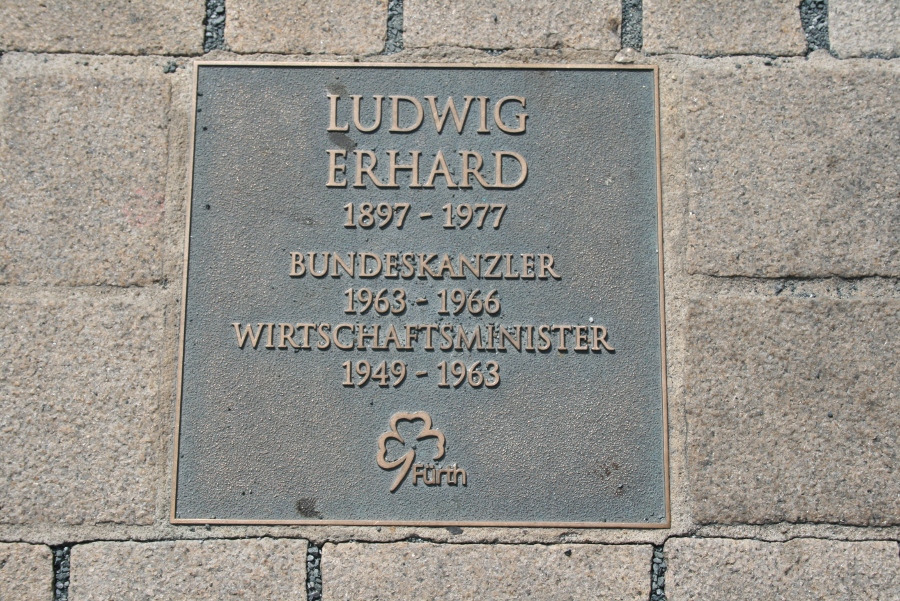 LUDWIG
ERHARD
1897 - 1977
BUNDESKANZLER
1963 - 1966
WIRTSCHAFTSMINISTER
1949 - 1963
Fürth